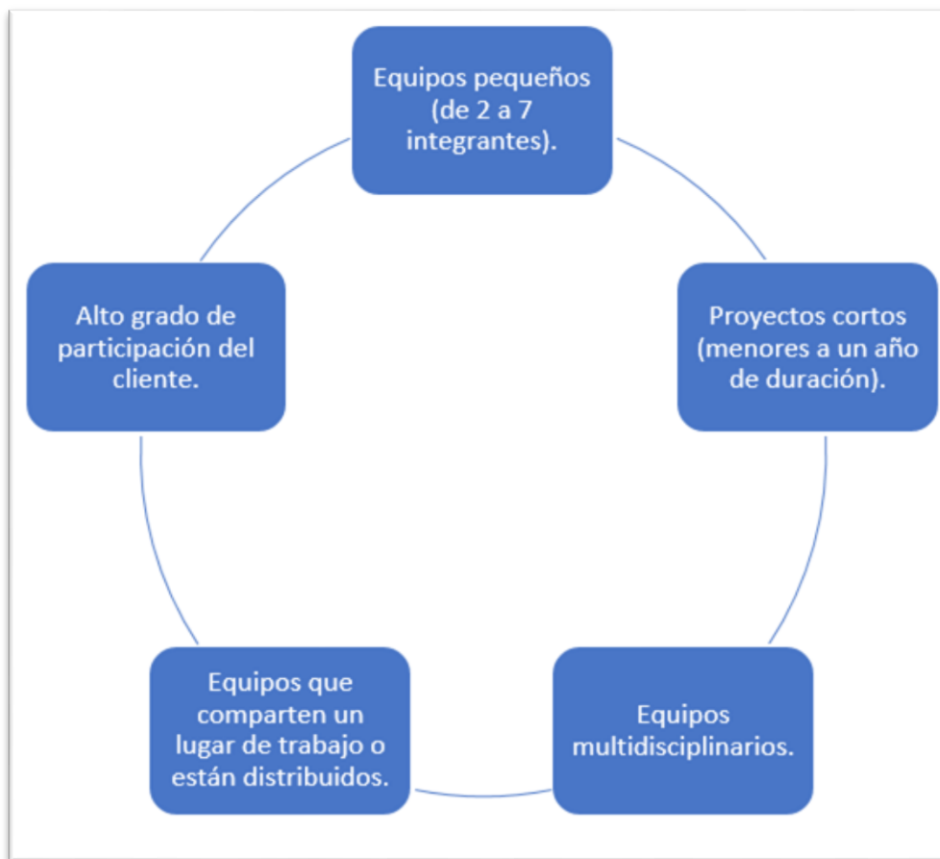 Equipos pequeños
(de 2 a 7
integrantes).
Proyectos cortos
(menores a un año
de duración).
Equipos
multidisciplinarios.
Equipos que
comparten un
lugar de trabajo o
están distribuidos.
Alto grado de
participación del
cliente.